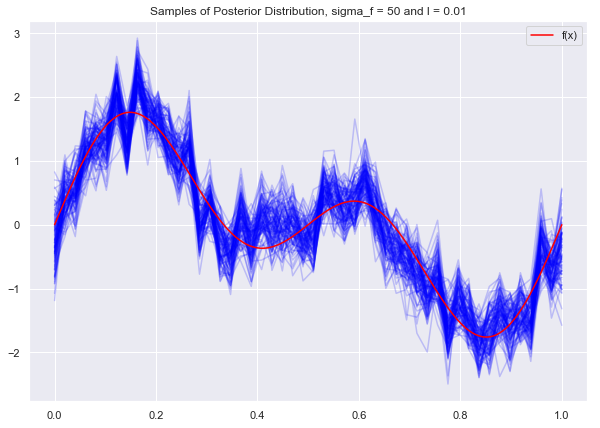 Samples of Posterior Distribution, sigma_f = 50 and l = 0.01
f(x)
3
2
1
0
−1
−2
0.0 0.2 0.4 0.6 0.8 1.0